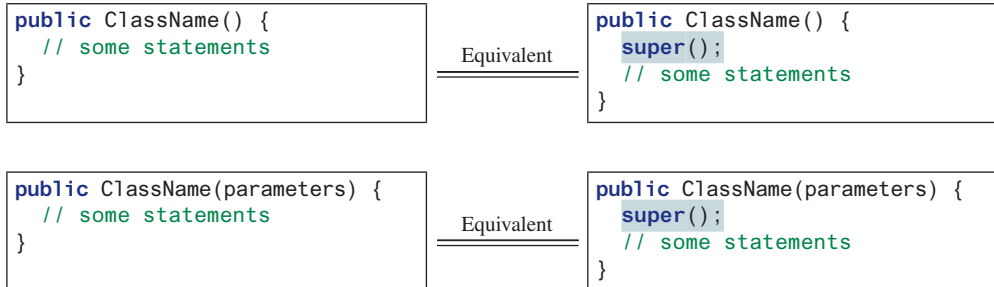 public ClassName() {
// some statements
}
Equivalent
public ClassName() {
super();
// some statements
}
public ClassName(parameters) {
// some statements
}
Equivalent
public ClassName(parameters) {
super();
// some statements
}